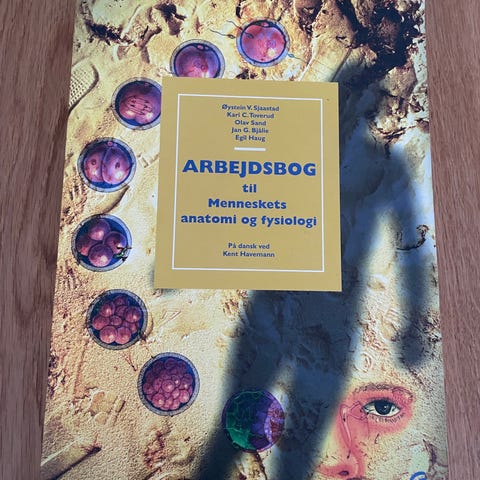 Øystein V. Sjaastad
Kari C. Toverud
Olav Sand
Jan G. Bjålie
Egil Haug
ARBEJDSBOG
til
Menneskets
anatomi og fysiologi
På dansk ved
Kent Havemann